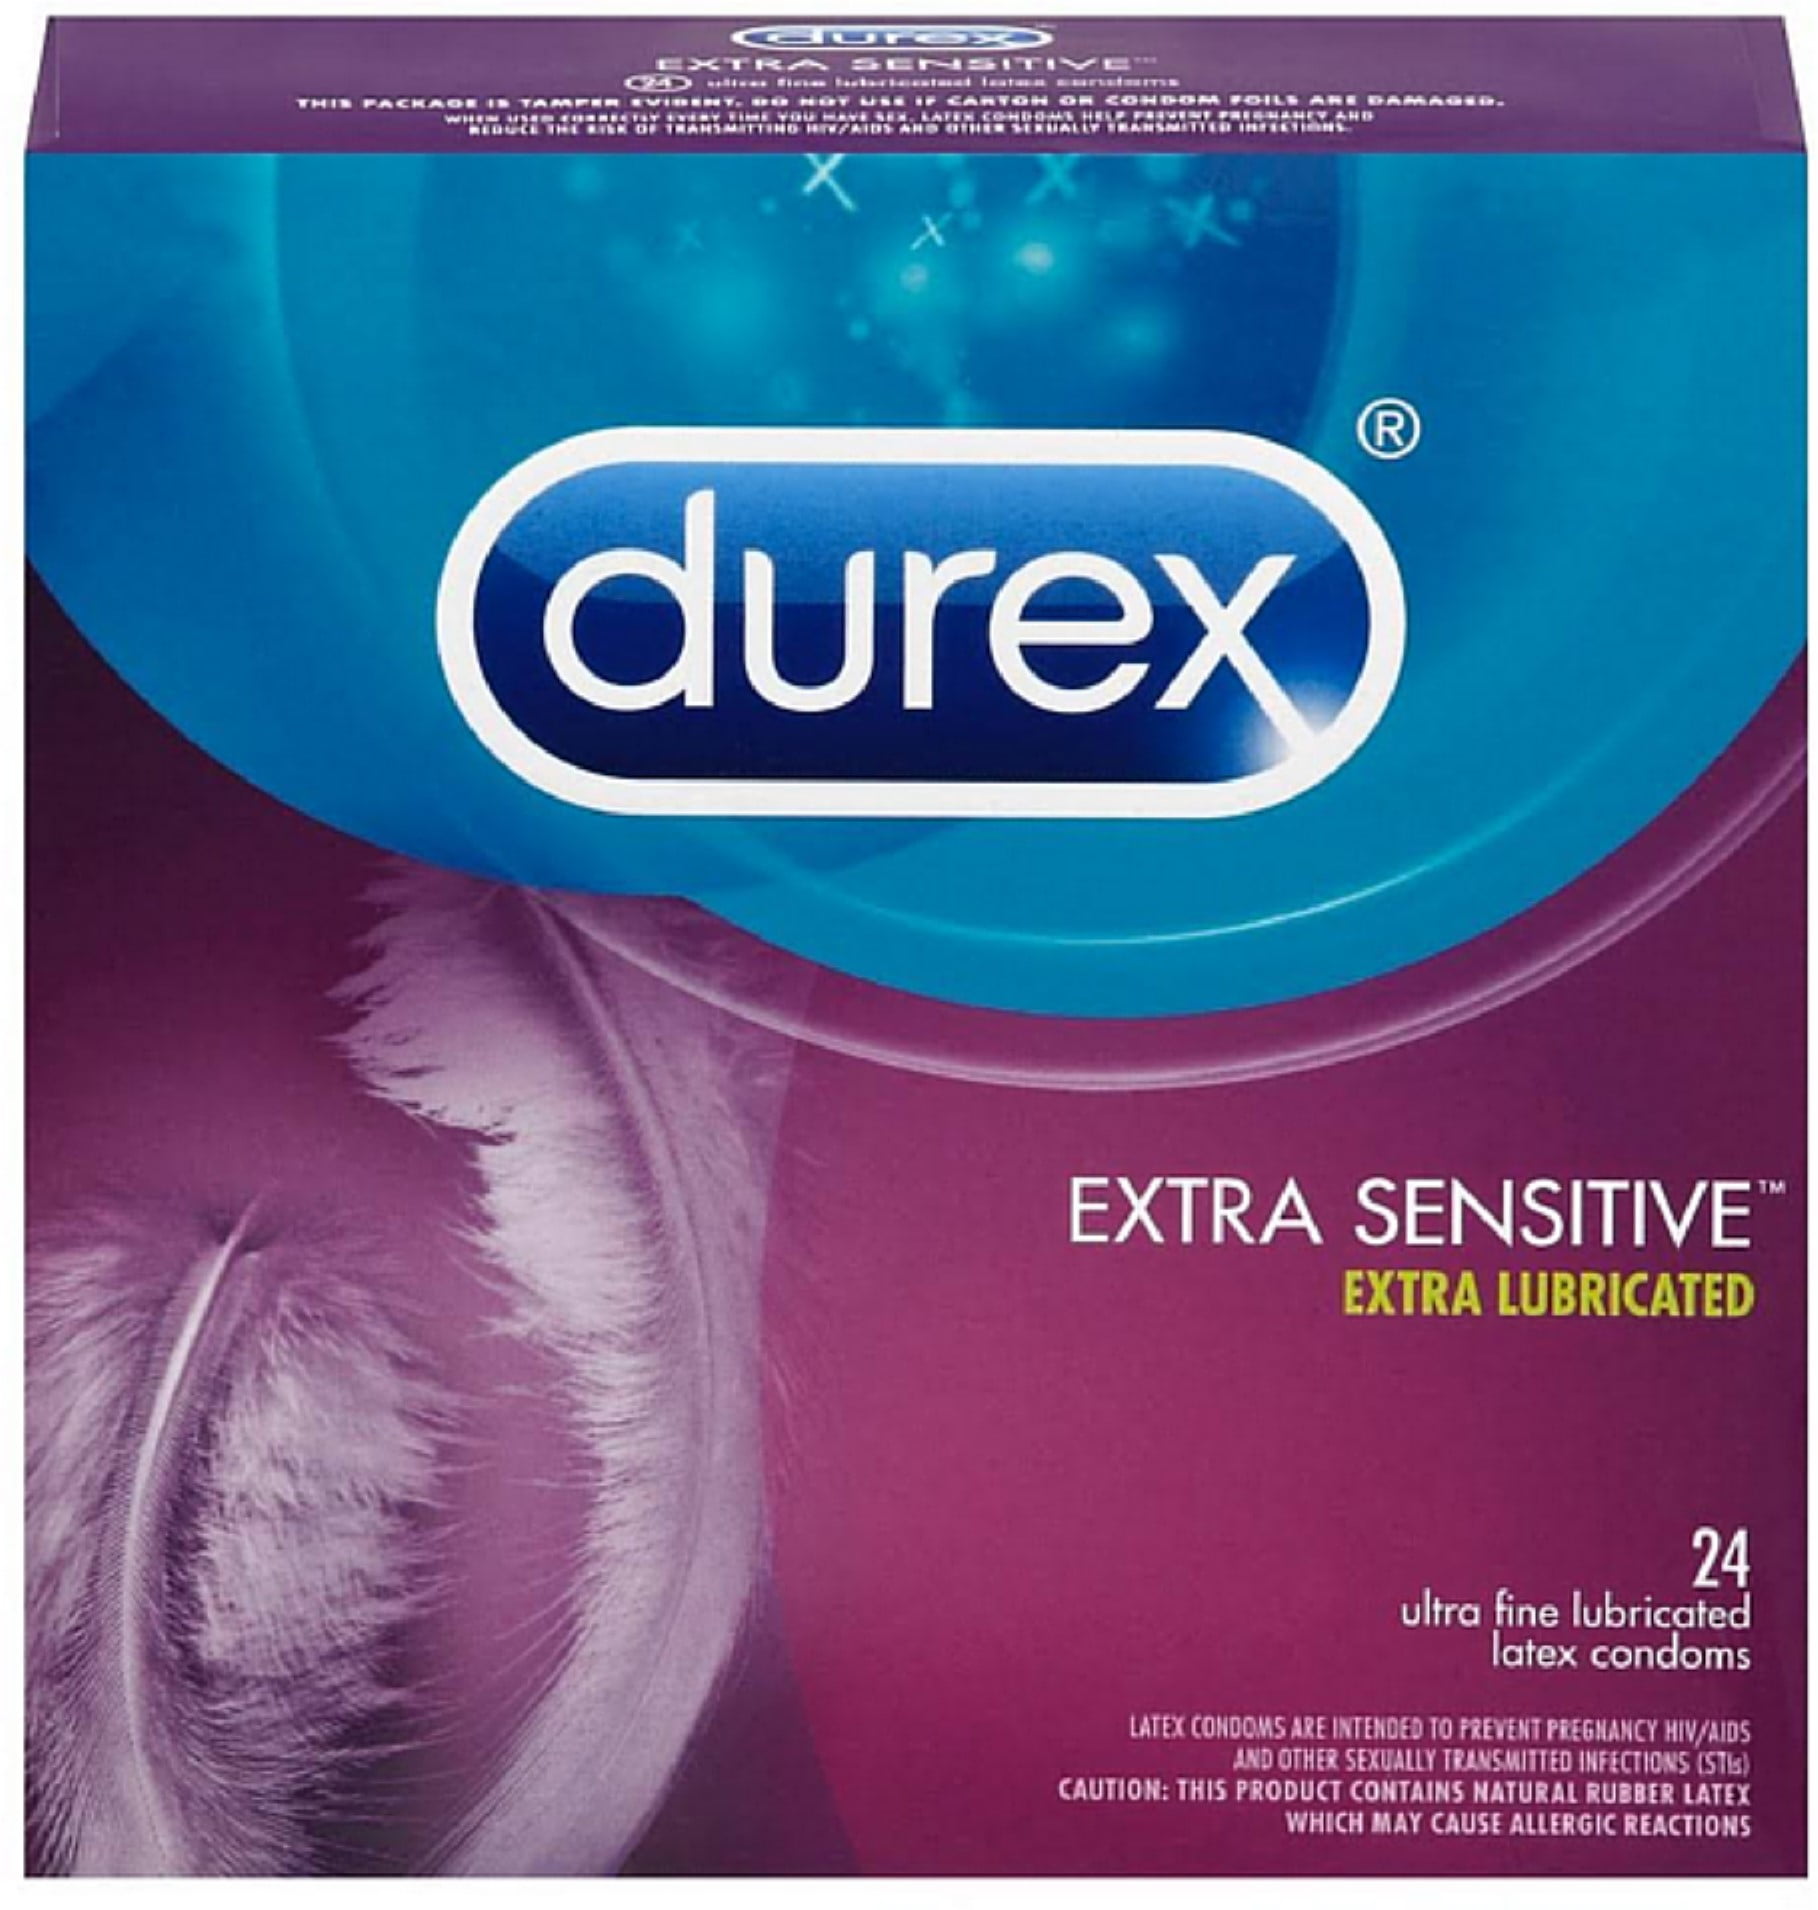 durex
EXTRA SENSITIVE™
24 ultra fine lubricated latex condoms
THIS PACKAGE IS TAMPER EVIDENT. DO NOT USE IF CARTON OR CONDOM FOILS ARE DAMAGED.
WHEN USED CORRECTLY EVERY TIME YOU HAVE SEX, LATEX CONDOMS HELP PREVENT PREGNANCY AND
REDUCE THE RISK OF TRANSMITTING HIV/AIDS AND OTHER SEXUALLY TRANSMITTED INFECTIONS.
durex®
EXTRA SENSITIVE™
EXTRA LUBRICATED
24
ultra fine lubricated
latex condoms
LATEX CONDOMS ARE INTENDED TO PREVENT PREGNANCY HIV/AIDS
AND OTHER SEXUALLY TRANSMITTED INFECTIONS (STIs)
CAUTION: THIS PRODUCT CONTAINS NATURAL RUBBER LATEX
WHICH MAY CAUSE ALLERGIC REACTIONS